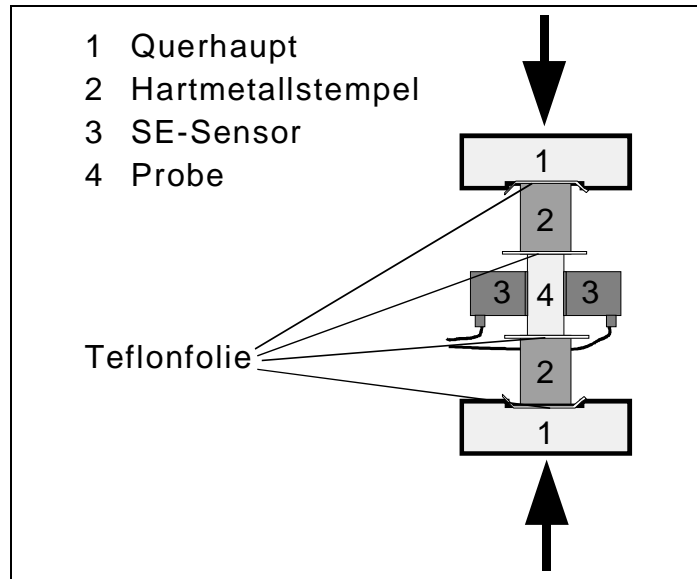 1 Querhaupt
2 Hartmetallstempel
3 SE-Sensor
4 Probe
1
2
3 4 3
Teflonfolie
2
1